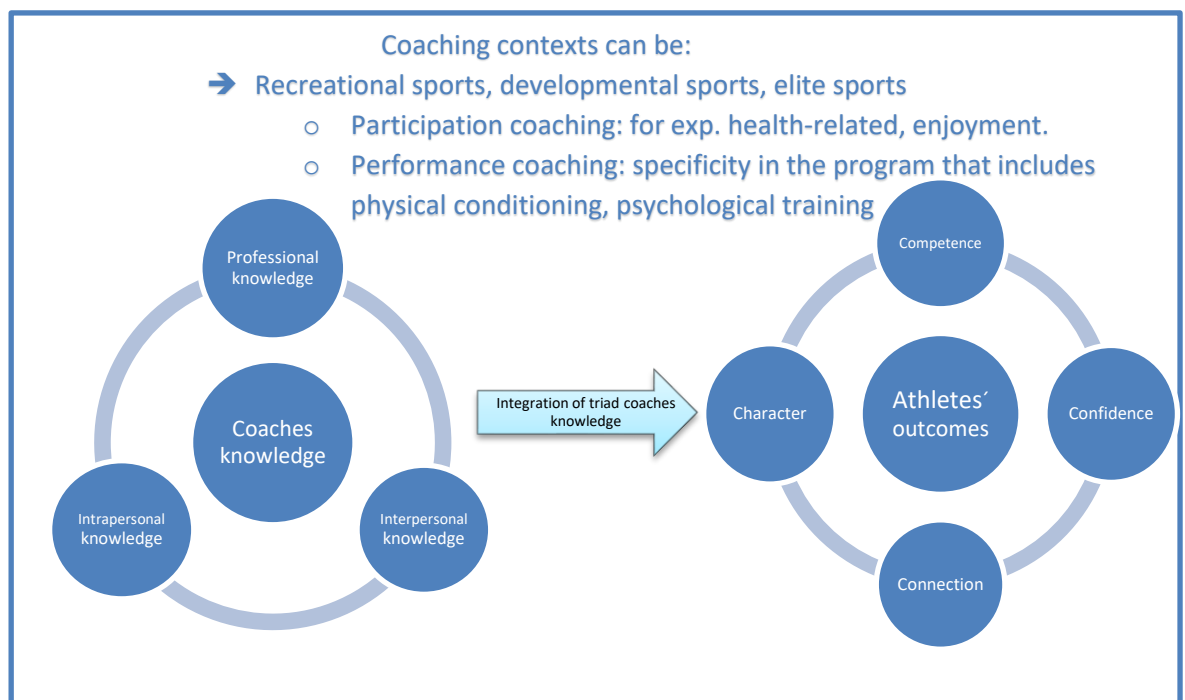 Coaching contexts can be:
➔ Recreational sports, developmental sports, elite sports
o Participation coaching: for exp. health-related, enjoyment.
o Performance coaching: specificity in the program that includes
physical conditioning, psychological training
Professional
knowledge
Coaches
knowledge
Intrapersonal
knowledge
Interpersonal
knowledge
Integration of triad coaches
knowledge
Competence
Character
Athletes´
outcomes
Confidence
Connection